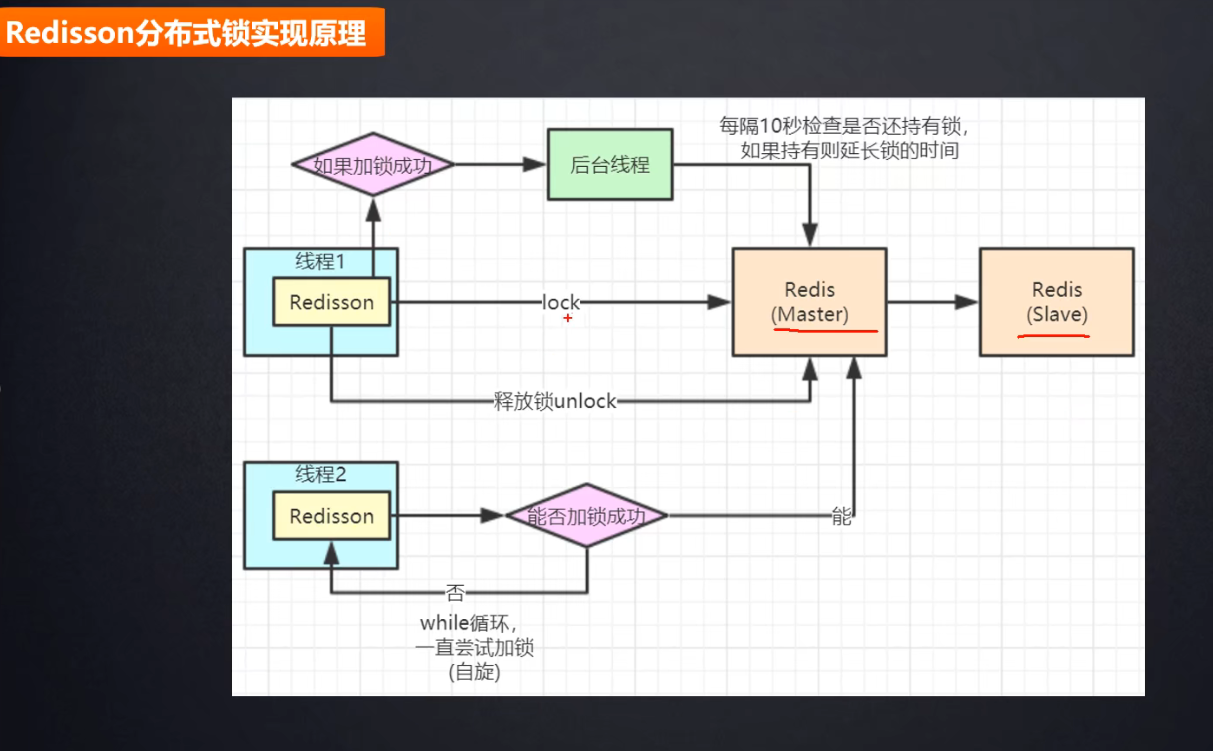 Redisson分布式锁实现原理
每隔10秒检查是否还持有锁，
如果持有则延长锁的时间
如果加锁成功
后台线程
线程1
Redisson
lock
Redis
(Master)
Redis
(Slave)
释放锁unlock
线程2
Redisson
能否加锁成功
能
否
while循环，
一直尝试加锁
(自旋)